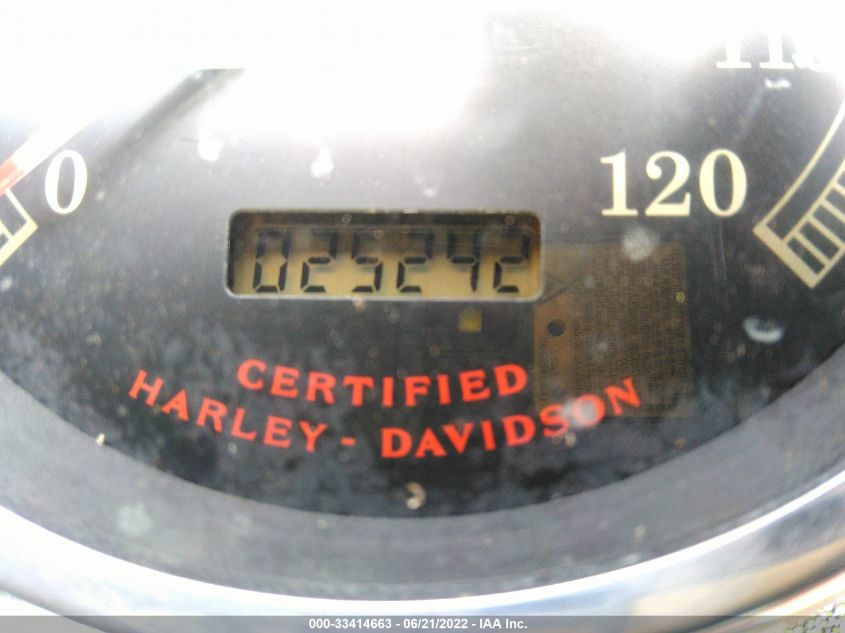 0
120
025242
CERTIFIED
HARLEY - DAVIDSON
000-33414663 - 06/21/2022 - IAA Inc.